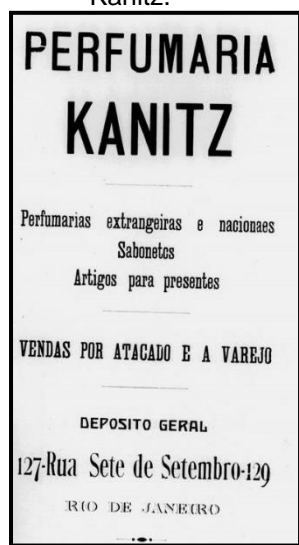 Kanitz.
PERFUMARIA
KANITZ
Perfumarias extrangeiras e nacionaes
Sabonetes
Artigos para presentes
VENDAS POR ATACADO E A VAREJO
DEPOSITO GERAL
127-Rua Sete de Setembro-129
RIO DE JANEIRO